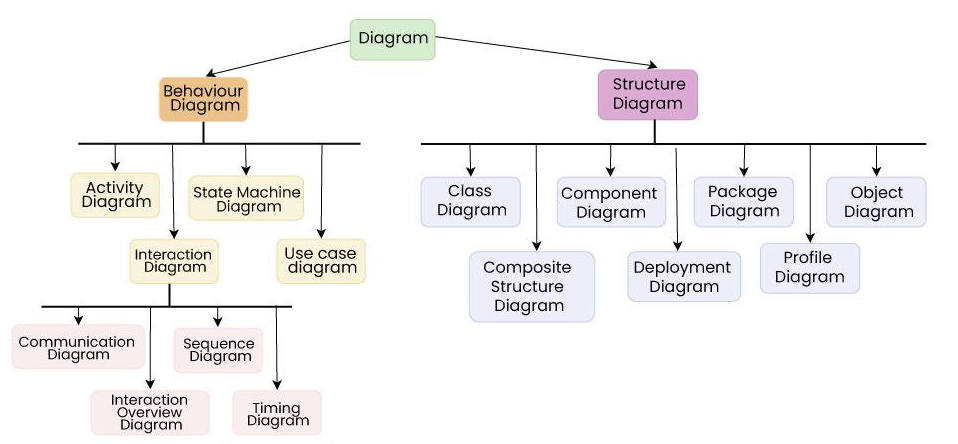 Diagram
Behaviour
Diagram
Structure
Diagram
Activity
Diagram
State Machine
Diagram
Interaction
Diagram
Use case
diagram
Class
Diagram
Component
Diagram
Package
Diagram
Object
Diagram
Composite
Structure
Diagram
Deployment
Diagram
Profile
Diagram
Communication
Diagram
Sequence
Diagram
Interaction
Overview
Diagram
Timing
Diagram